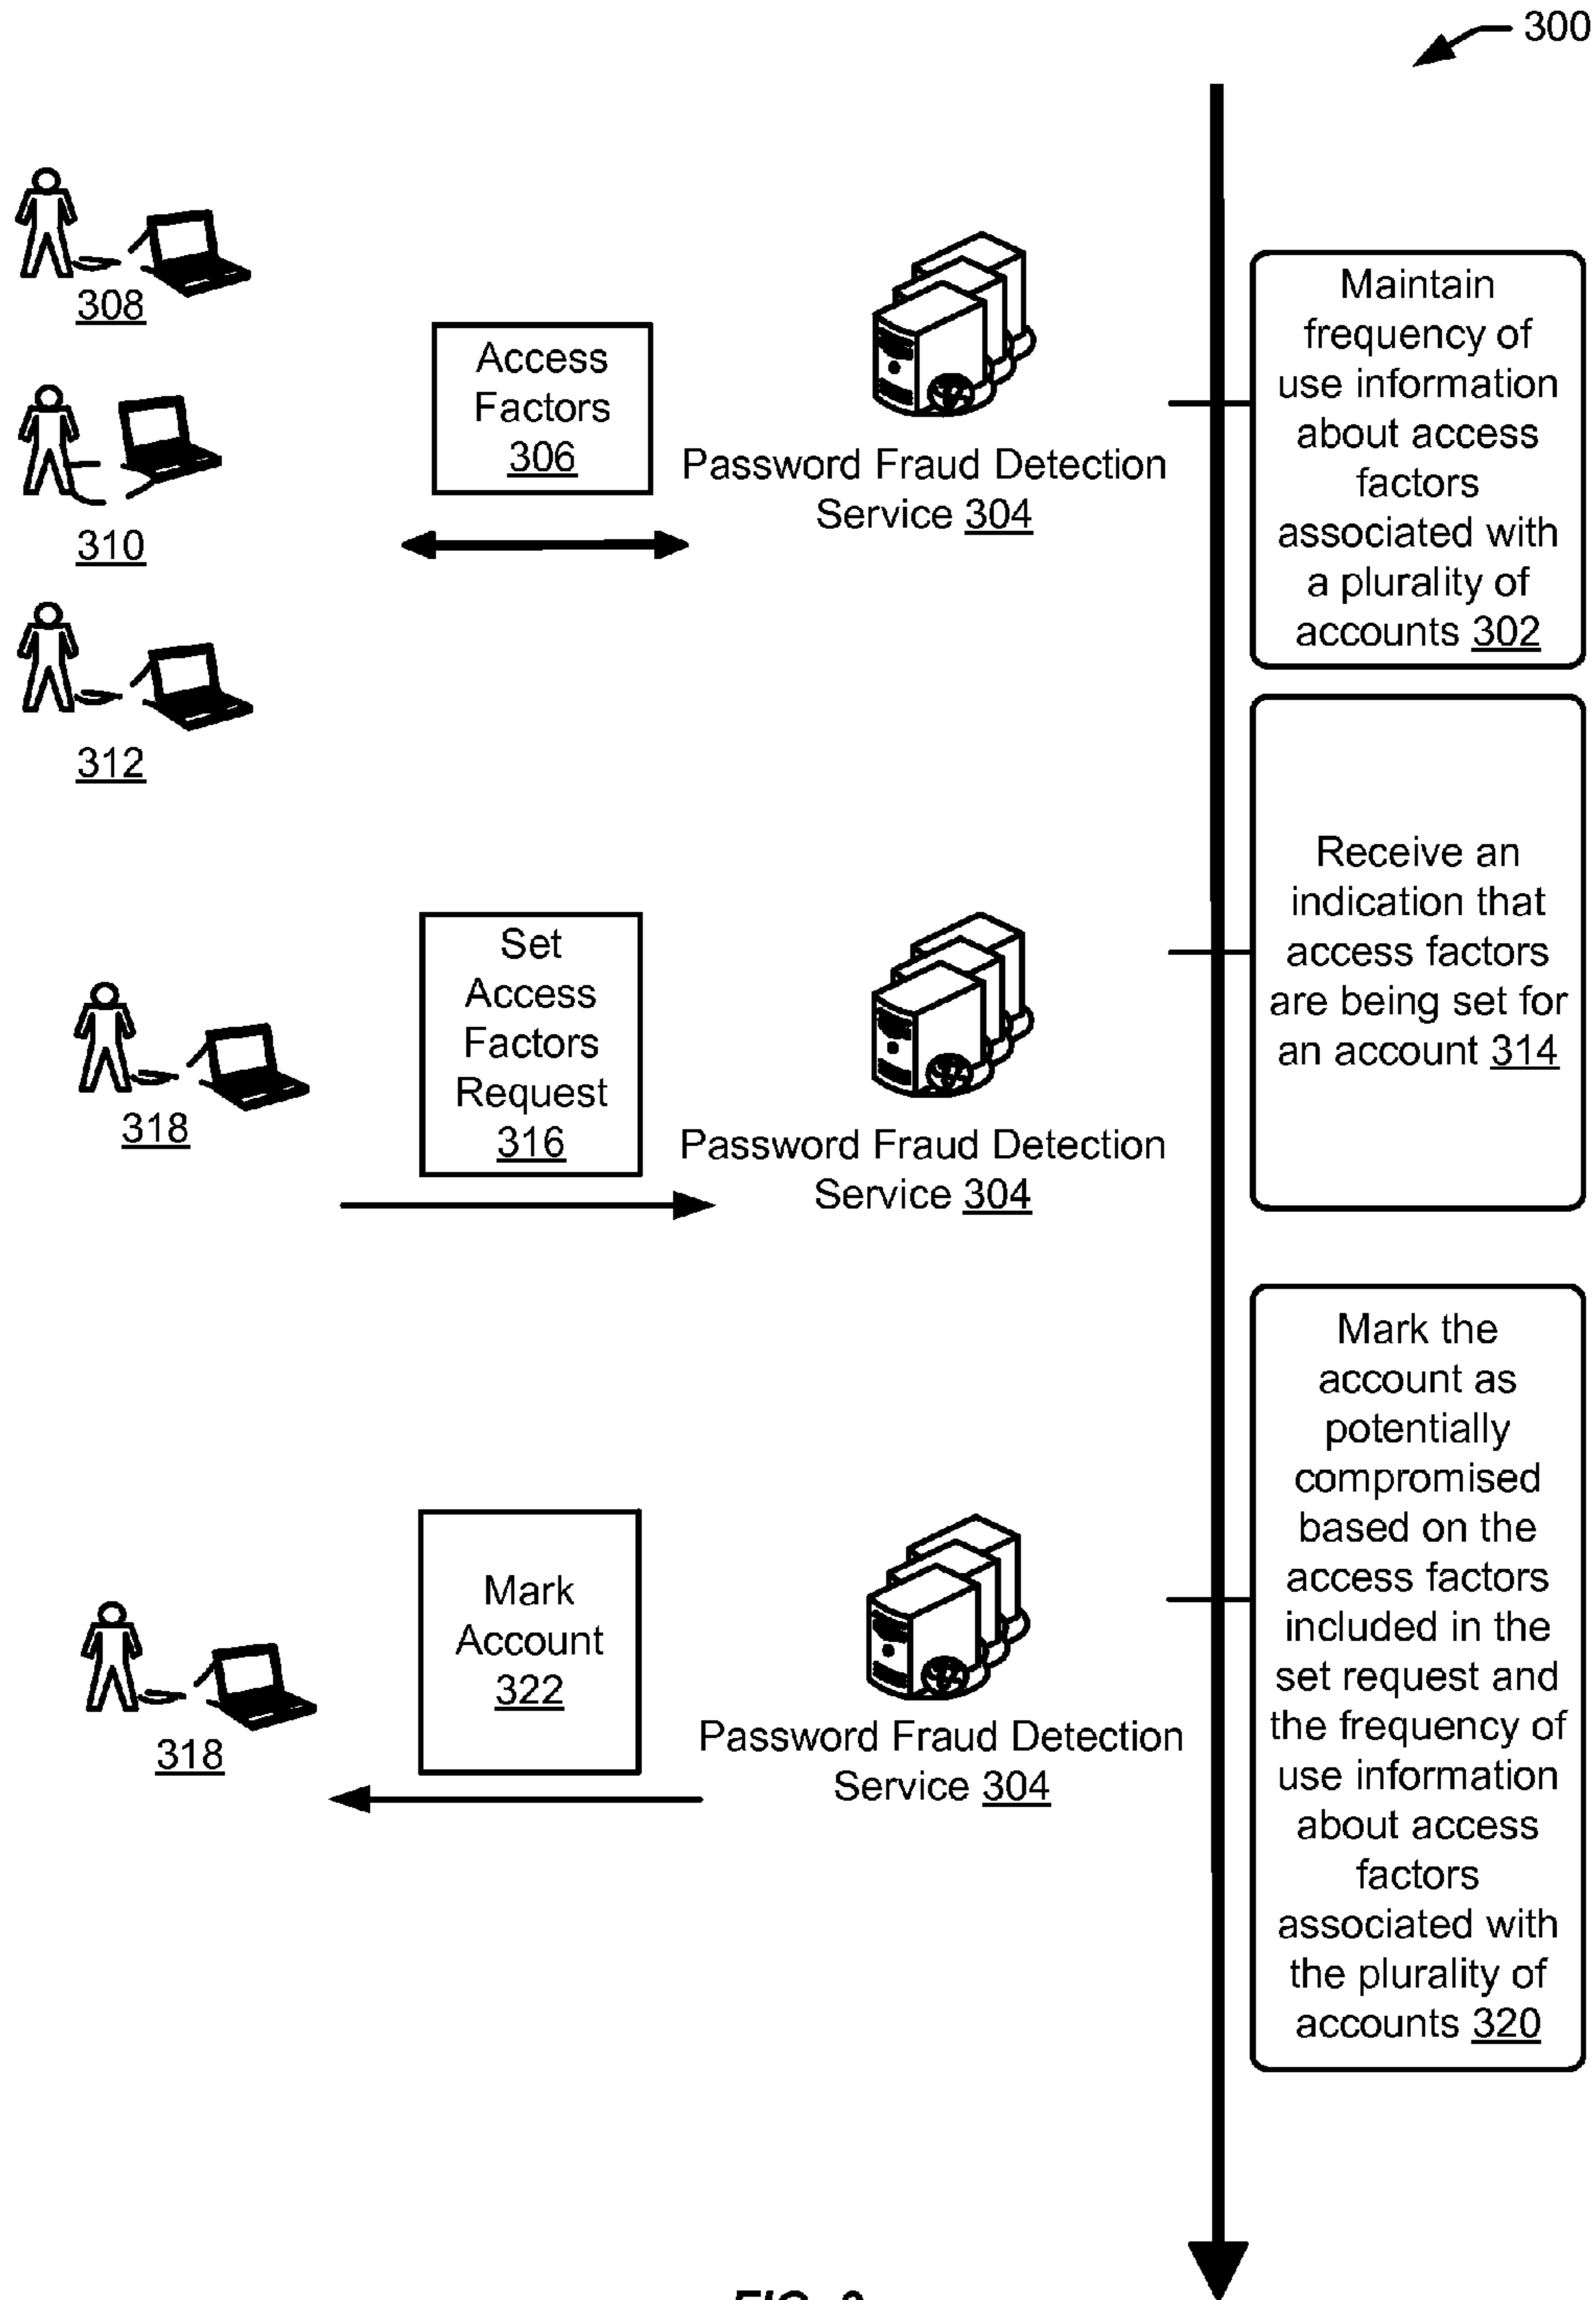 300
308
310
312
Access
Factors
306
Password Fraud Detection
Service 304
Maintain
frequency of
use information
about access
factors
associated with
a plurality of
accounts 302
318
Set
Access
Factors
Request
316
Password Fraud Detection
Service 304
Receive an
indication that
access factors
are being set for
an account 314
318
Mark
Account
322
Password Fraud Detection
Service 304
Mark the
account as
potentially
compromised
based on the
access factors
included in the
set request and
the frequency of
use information
about access
factors
associated with
the plurality of
accounts 320
FIG.